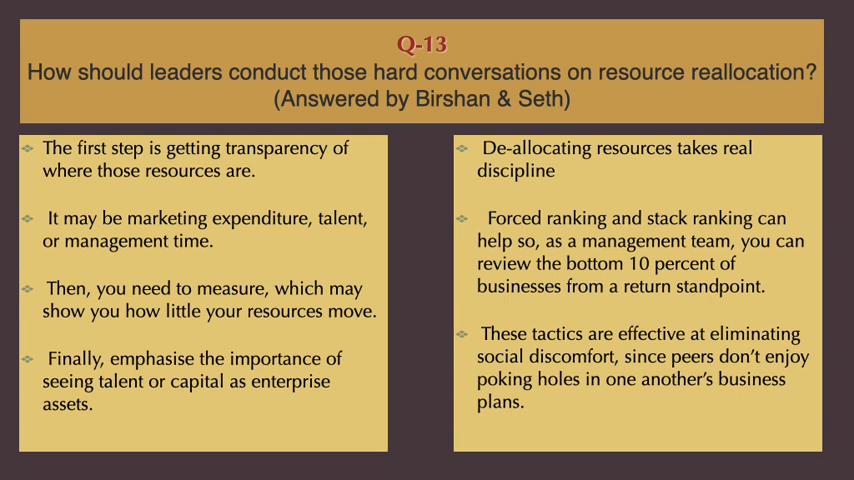 Q-13
How should leaders conduct those hard conversations on resource reallocation?
(Answered by Birshan & Seth)
The first step is getting transparency of
where those resources are.
It may be marketing expenditure, talent,
or management time.
Then, you need to measure, which may
show you how little your resources move.
Finally, emphasise the importance of
seeing talent or capital as enterprise
assets.
De-allocating resources takes real
discipline
Forced ranking and stack ranking can
help so, as a management team, you can
review the bottom 10 percent of
businesses from a return standpoint.
These tactics are effective at eliminating
social discomfort, since peers don’t enjoy
poking holes in one another’s business
plans.